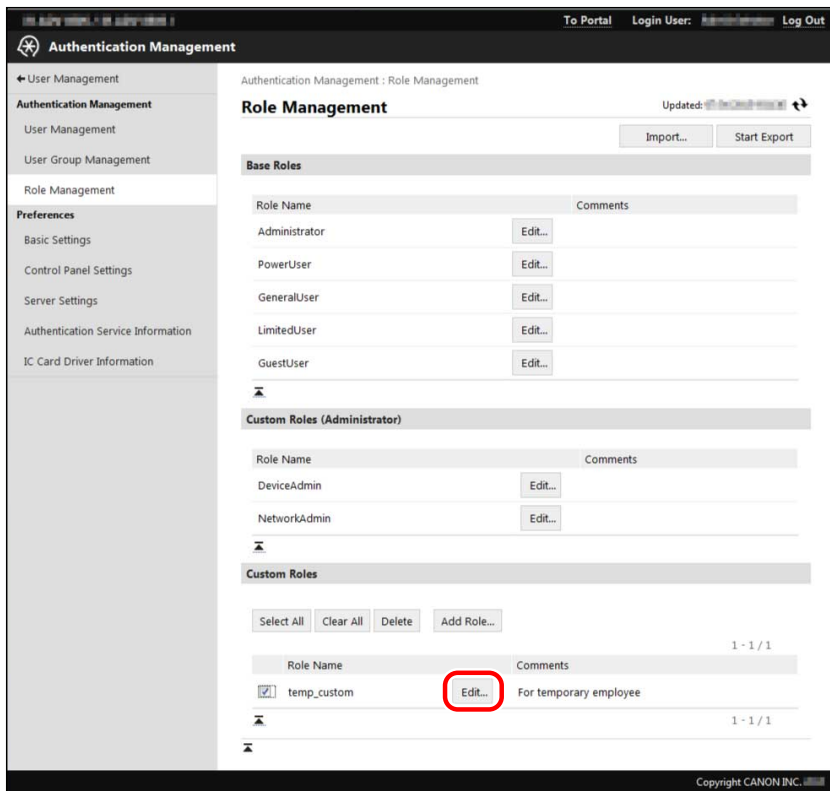 To Portal Login User: Log Out
Authentication Management
User Management
Authentication Management
User Management
User Group Management
Role Management
Preferences
Basic Settings
Control Panel Settings
Server Settings
Authentication Service Information
IC Card Driver Information
Authentication Management : Role Management
Role Management
Updated:
Import... Start Export
Base Roles
Role Name Comments
Administrator Edit...
PowerUser Edit...
GeneralUser Edit...
LimitedUser Edit...
GuestUser Edit...
Custom Roles (Administrator)
Role Name Comments
DeviceAdmin Edit...
NetworkAdmin Edit...
Custom Roles
Select All Clear All Delete Add Role...
1 - 1 / 1
Role Name Comments
temp_custom Edit... For temporary employee
1 - 1 / 1
Copyright CANON INC.